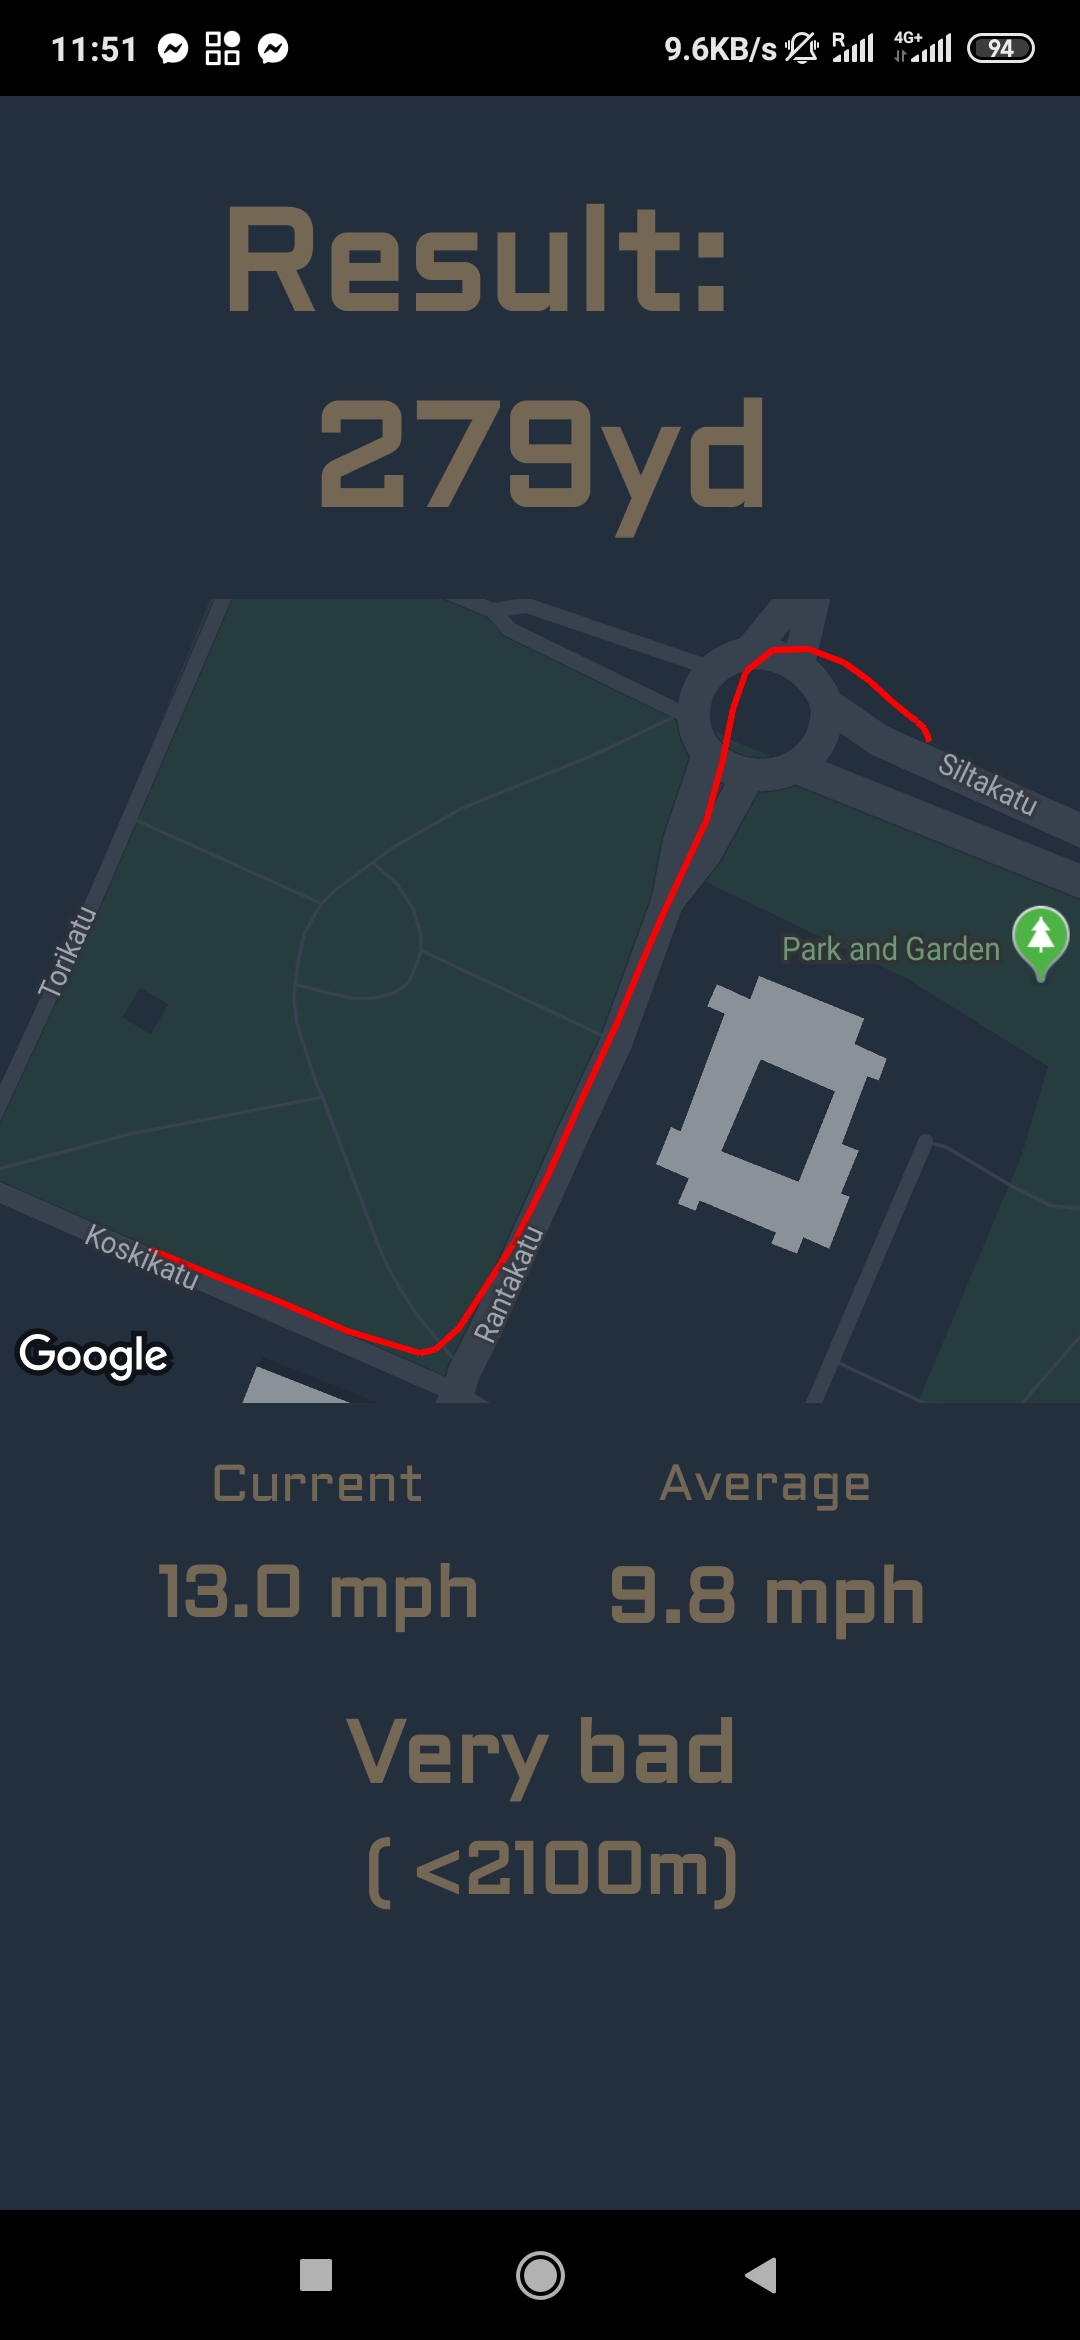 11:51 9.6KB/s R 4G+ 94
Result:
279yd
Siltakatu
Torikatu
Park and Garden
Koskikatu
Rantakatu
Google
Current Average
13.0 mph 9.8 mph
Very bad
( <2100m)